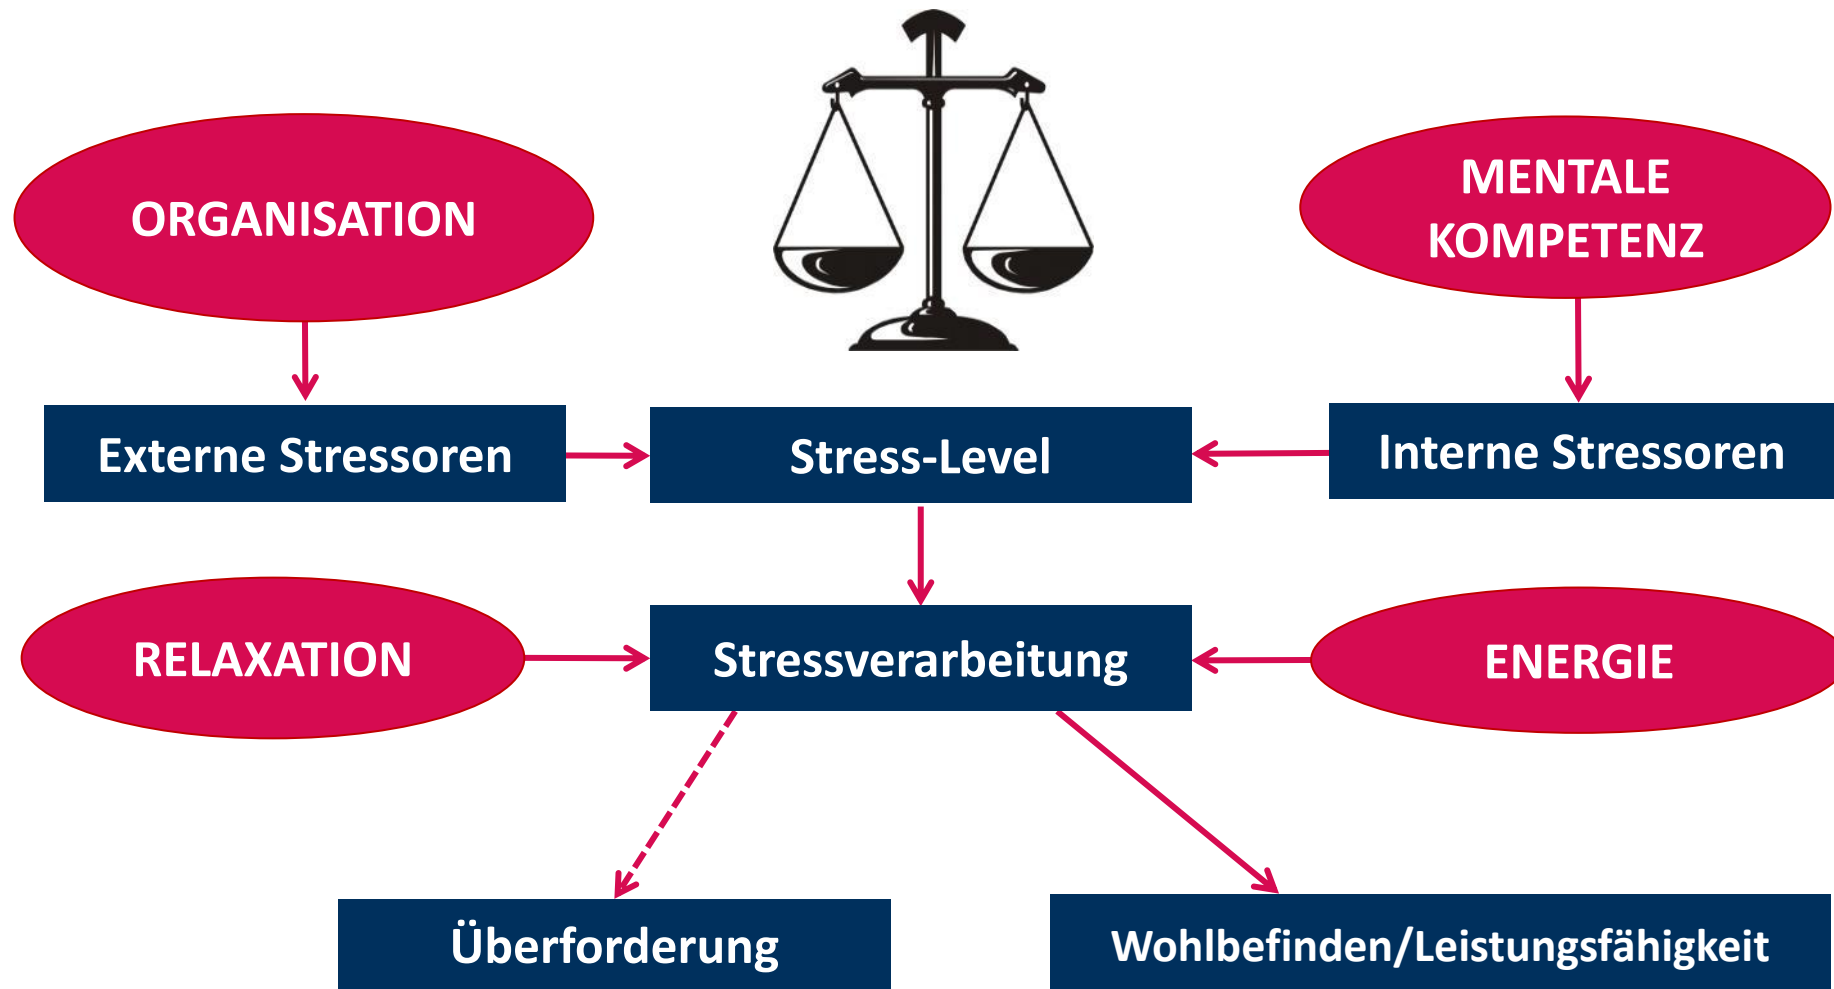 ORGANISATION
MENTALE
KOMPETENZ
Externe Stressoren
Stress-Level
Interne Stressoren
RELAXATION
Stressverarbeitung
ENERGIE
Überforderung
Wohlbefinden/Leistungsfähigkeit